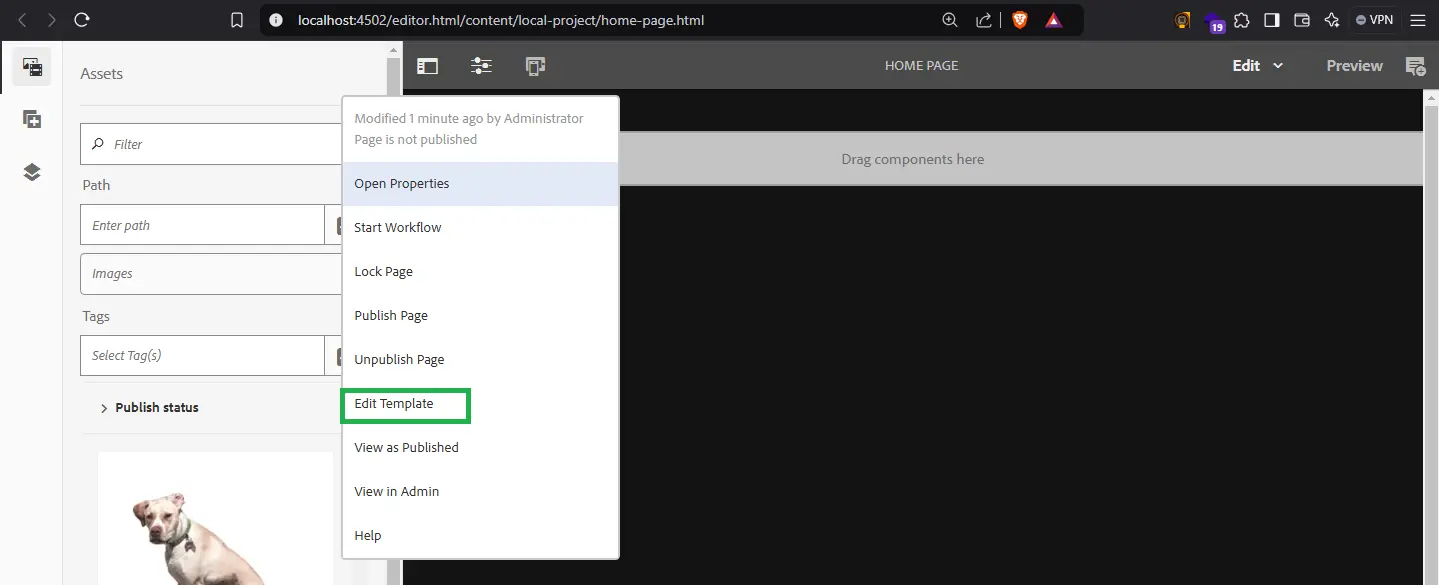 localhost:4502/editor.html/content/local-project/home-page.html
19
VPN
Assets
HOME PAGE
Edit
Preview
Filter
Path
Enter path
Images
Tags
Select Tag(s)
Publish status
Modified 1 minute ago by Administrator
Page is not published
Open Properties
Start Workflow
Lock Page
Publish Page
Unpublish Page
Edit Template
View as Published
View in Admin
Help
Drag components here